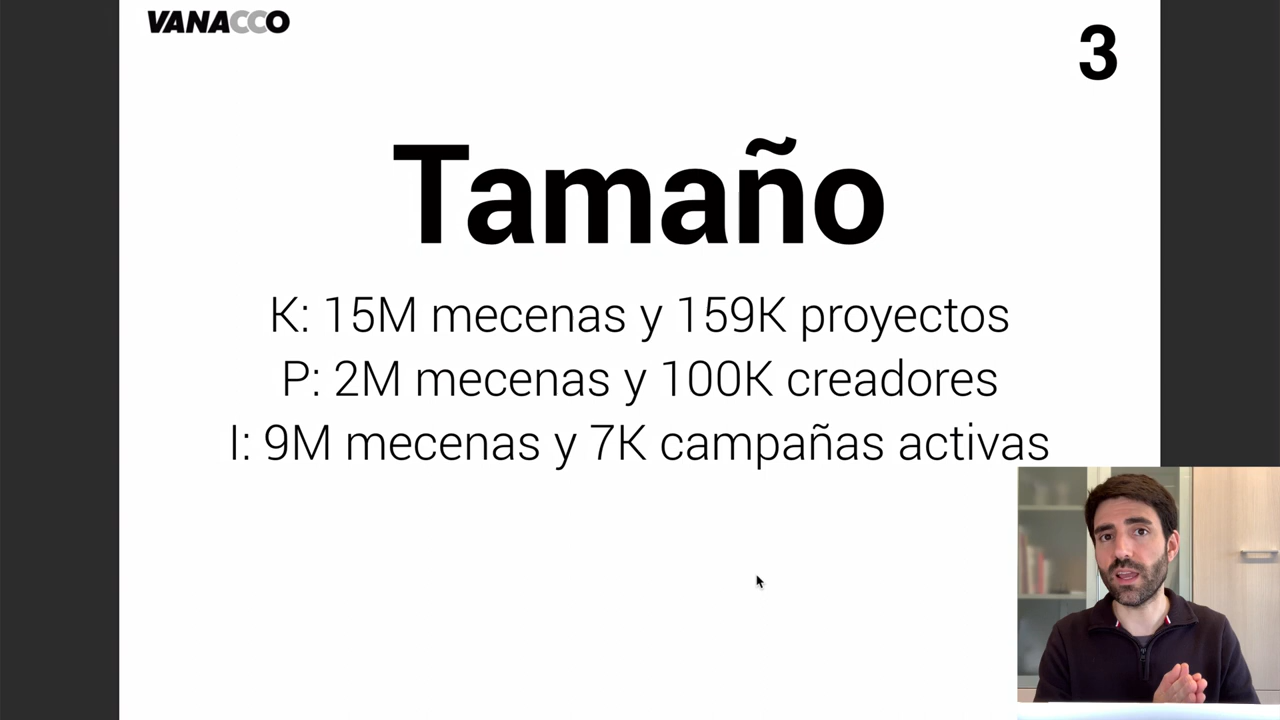 VANACCO
3
Tamaño
K: 15M mecenas y 159K proyectos
P: 2M mecenas y 100K creadores
I: 9M mecenas y 7K campañas activas